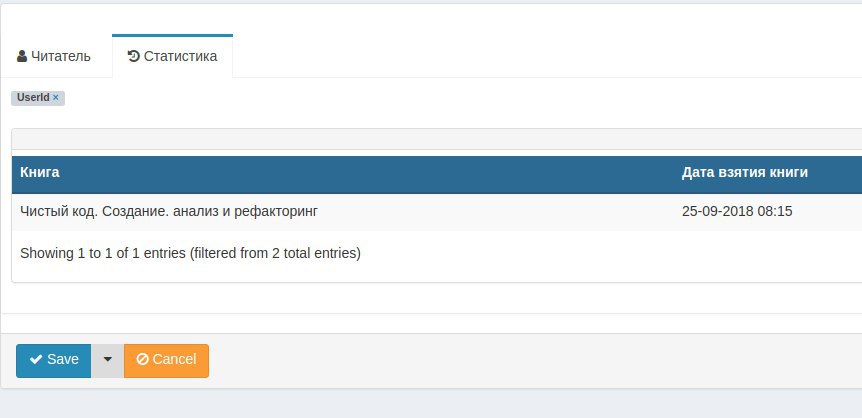 Читатель Статистика
UserId ×
Книга Дата взятия книги
Чистый код. Создание. анализ и рефакторинг 25-09-2018 08:15
Showing 1 to 1 of 1 entries (filtered from 2 total entries)
Save Cancel